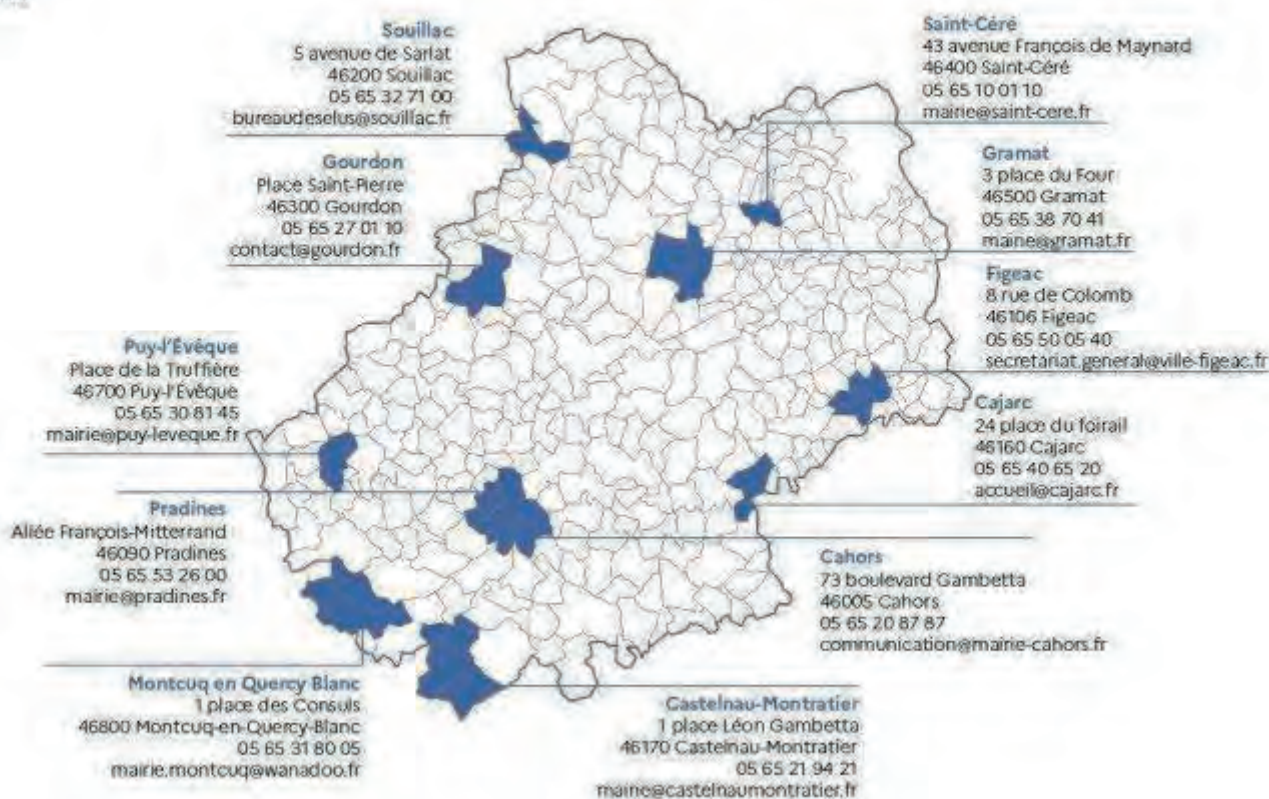 Souillac
5 avenue de Sarlat
46200 Souillac
05 65 32 71 00
bureaudeselus@souillac.fr
Saint-Céré
43 avenue François de Maynard
46400 Saint-Céré
05 65 10 01 10
mairie@saint-cere.fr
Gourdon
Place Saint-Pierre
46300 Gourdon
05 65 27 01 10
contact@gourdon.fr
Gramat
3 place du Four
46500 Gramat
05 65 38 70 41
mairie@gramat.fr
Figeac
8 rue de Colomb
46106 Figeac
05 65 50 05 40
secretariat.general@ville-figeac.fr
Puy-l'Évêque
Place de la Truffière
46700 Puy-l'Évêque
05 65 30 81 45
mairie@puy-leveque.fr
Cajarc
24 place du foirail
46160 Cajarc
05 65 40 65 20
accueil@cajarc.fr
Pradines
Allée François-Mitterrand
46090 Pradines
05 65 53 26 00
mairie@pradines.fr
Cahors
73 boulevard Gambetta
46005 Cahors
05 65 20 87 87
communication@mairie-cahors.fr
Montcuq en Quercy Blanc
1 place des Consuls
46800 Montcuq-en-Quercy-Blanc
05 65 31 80 05
mairie.montcuq@wanadoo.fr
Castelnau-Montratier
1 place Léon Gambetta
46170 Castelnau-Montratier
05 65 21 94 21
mairie@castelnaumontratier.fr